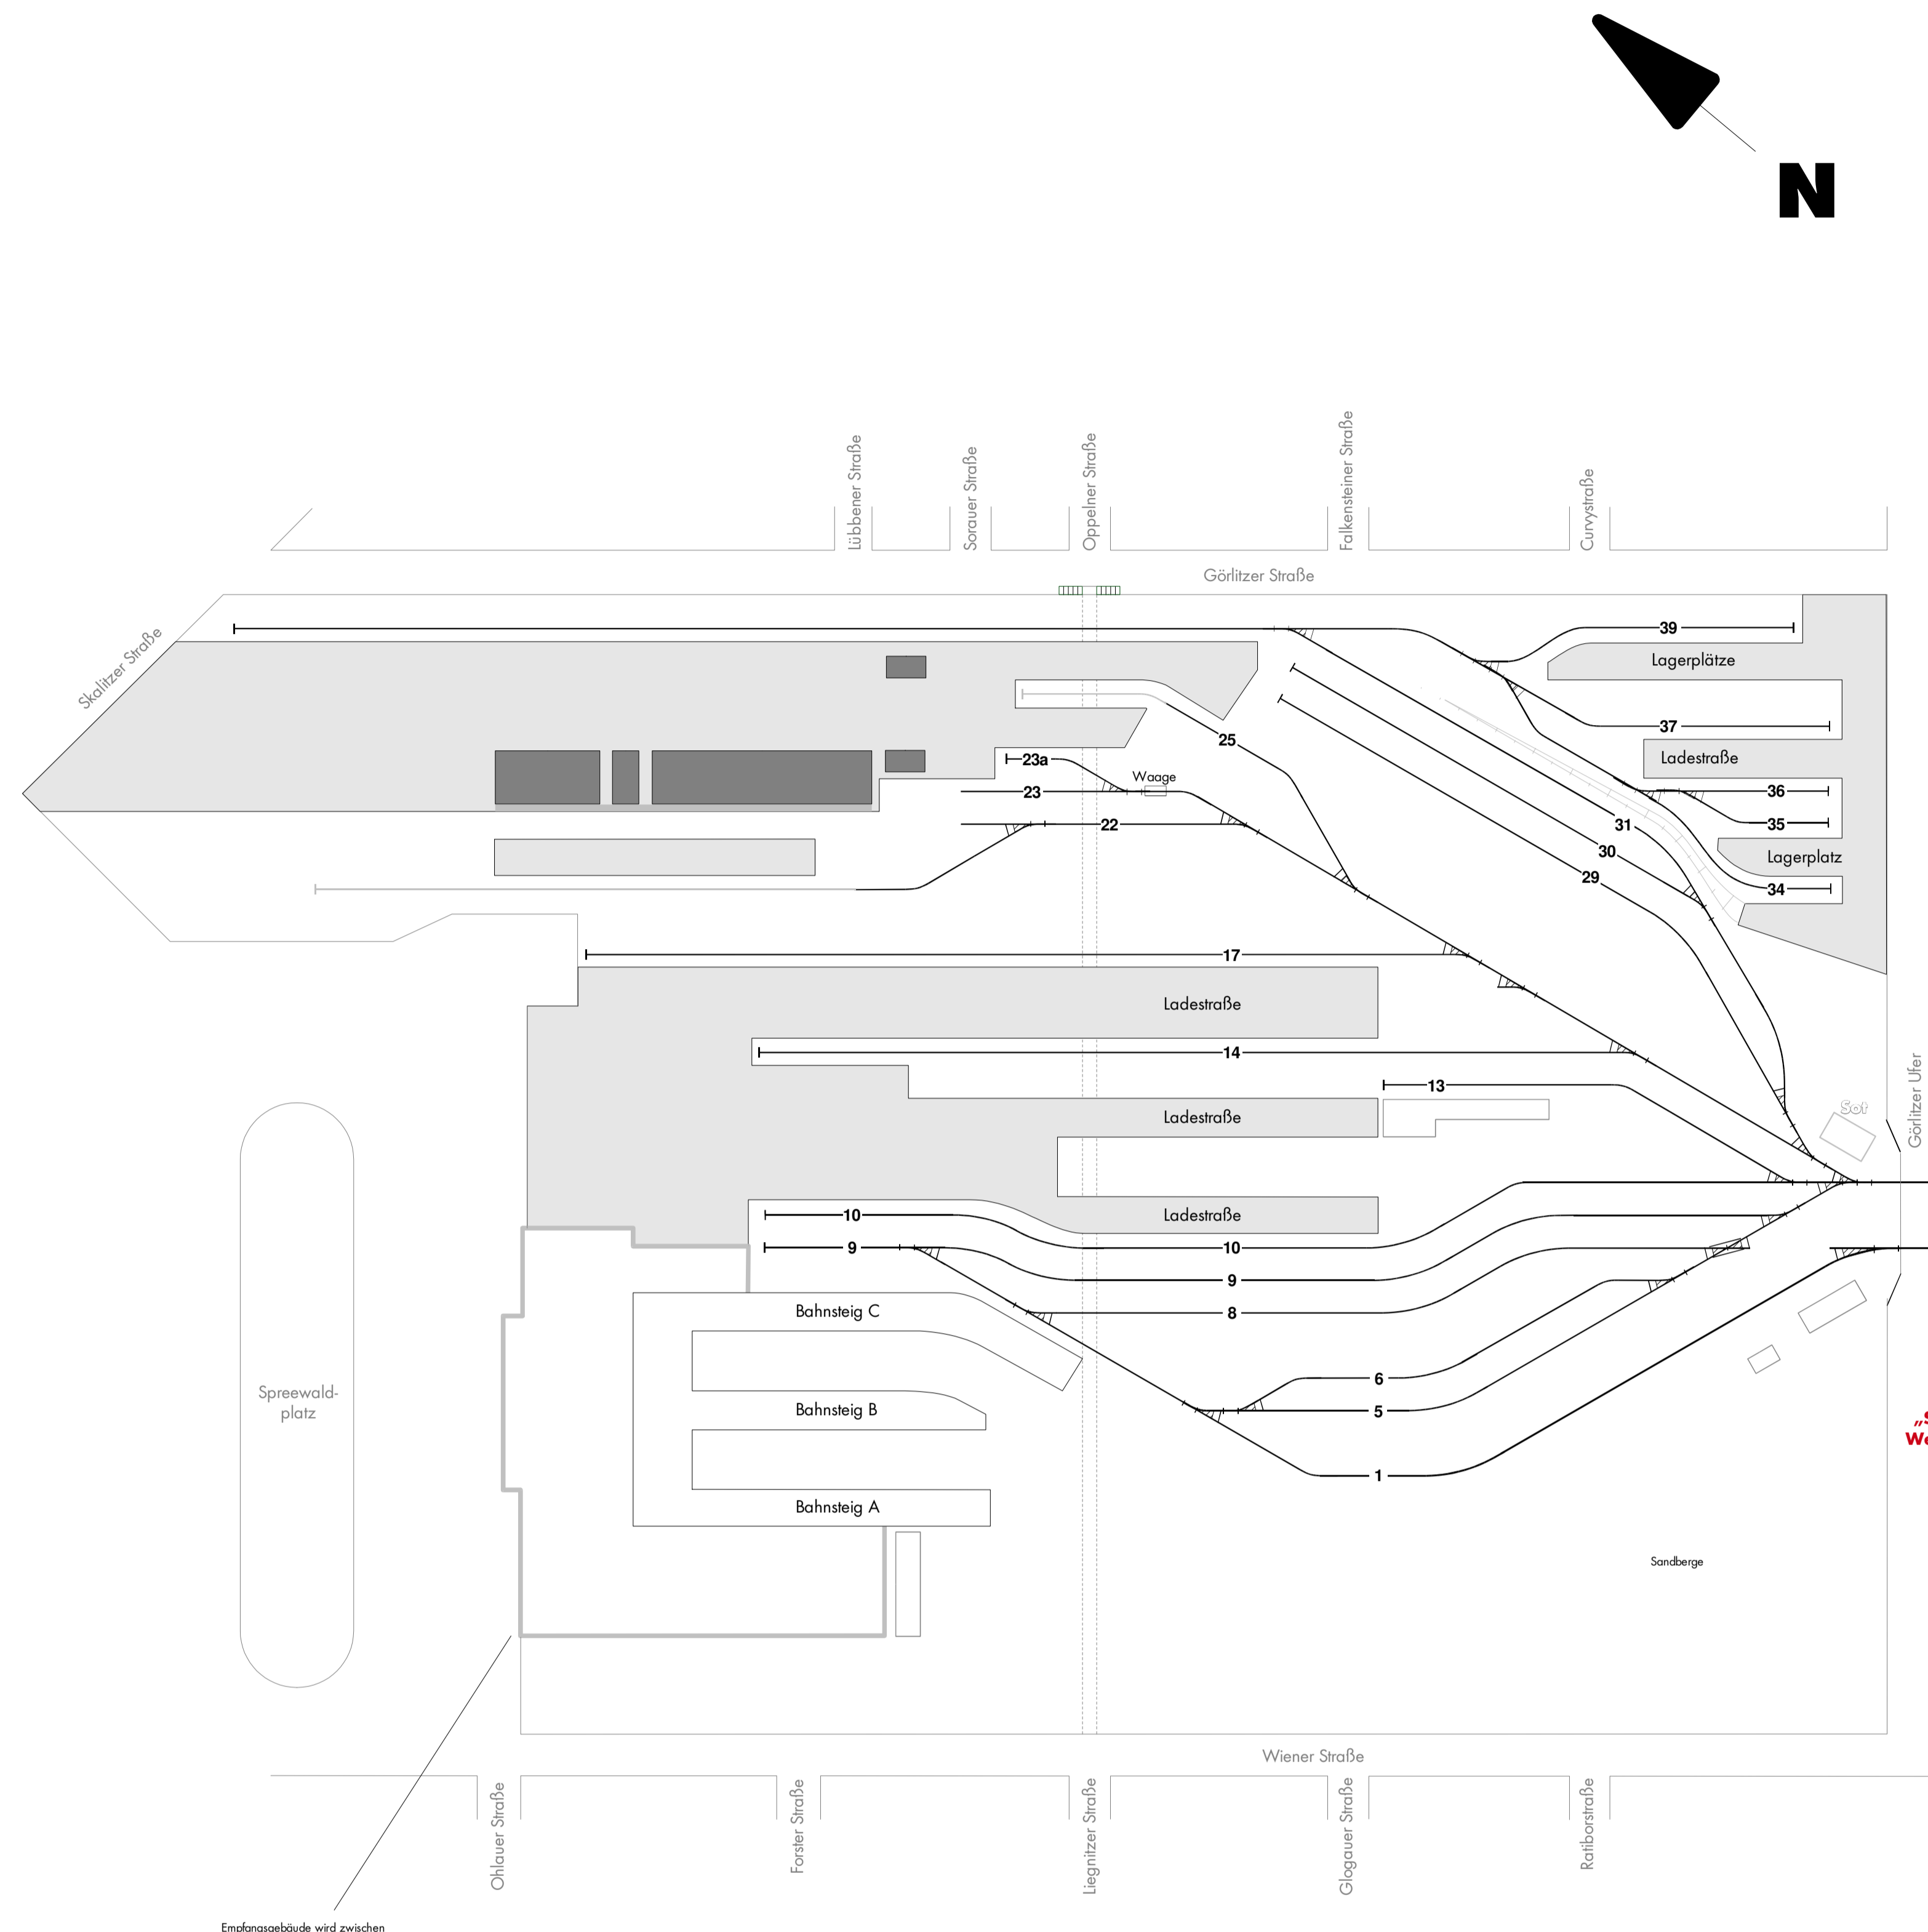 N
Lübbener Straße
Sorauer Straße
Oppelner Straße
Falkensteiner Straße
Curvystraße
Görlitzer Straße
Skalitzer Straße
39
Lagerplätze
37
25
23a
Waage
Ladestraße
23
36
22
31
35
30
Lagerplatz
29
34
17
Ladestraße
14
13
Sot
Görlitzer Ufer
Ladestraße
10
Ladestraße
9
10
9
Bahnsteig C
8
Spreewald-
platz
6
Bahnsteig B
5
„S
We
1
Bahnsteig A
Sandberge
Wiener Straße
Ohlauer Straße
Forster Straße
Liegnitzer Straße
Glogauer Straße
Ratiborstraße
Empfangsgebäude wird zwischen